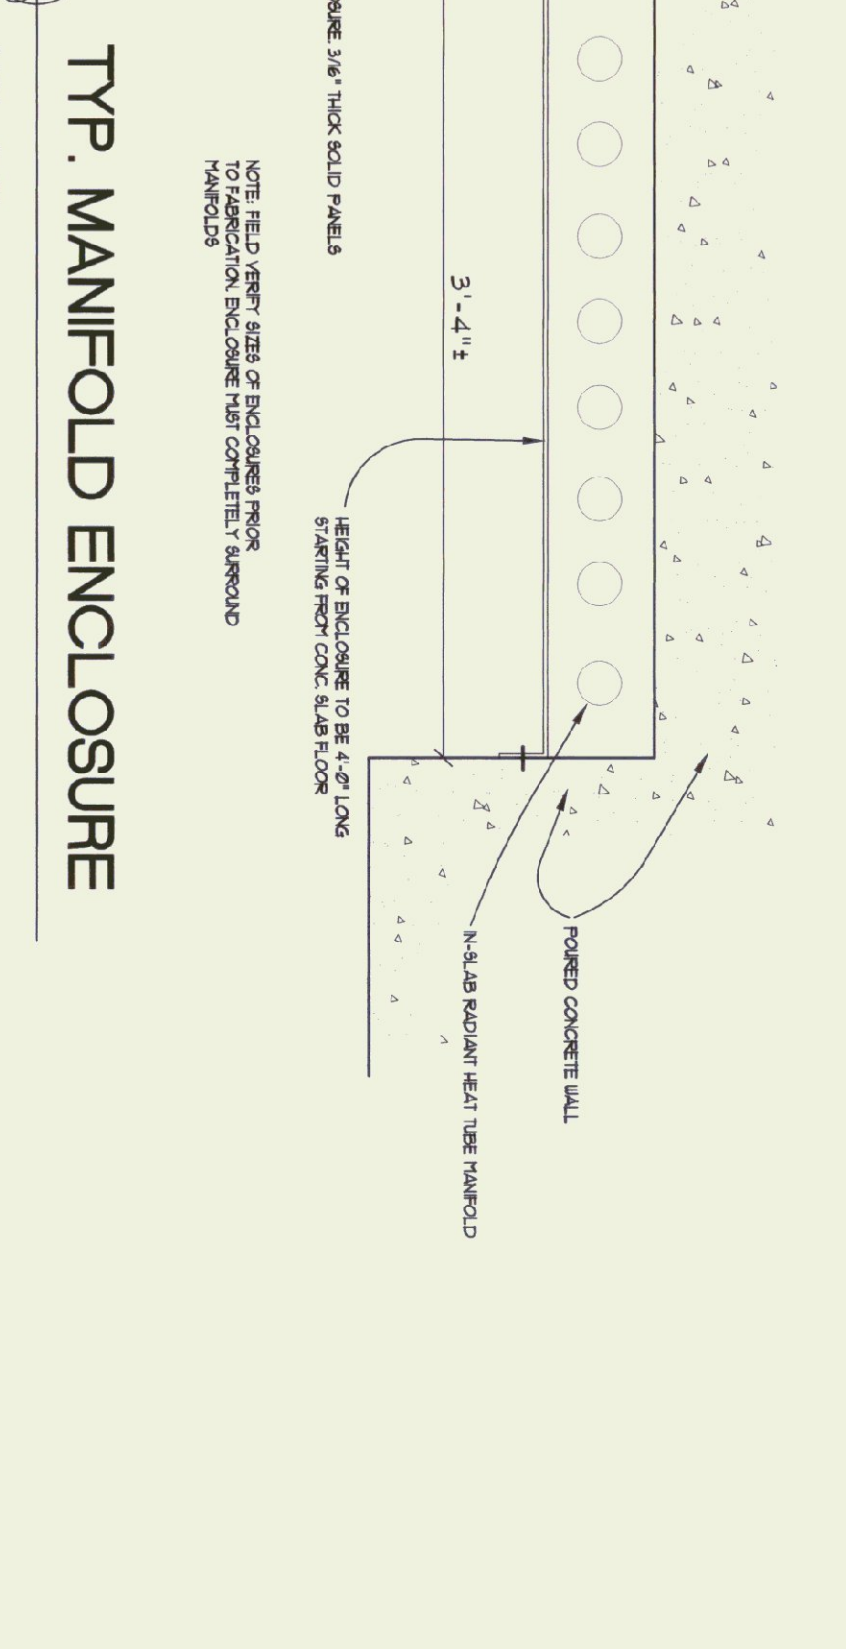 POURED CONCRETE WALL
IN-SLAB RADIANT HEAT TUBE MANIFOLD
3'-4"±
HEIGHT OF ENCLOSURE TO BE 4'-0" LONG
STARTING FROM CONC. SLAB FLOOR
3/16" THICK SOLID PANELS
NOTE: FIELD VERIFY SIZES OF ENCLOSURES PRIOR
TO FABRICATION. ENCLOSURE MUST COMPLETELY SURROUND
MANIFOLDS
TYP. MANIFOLD ENCLOSURE